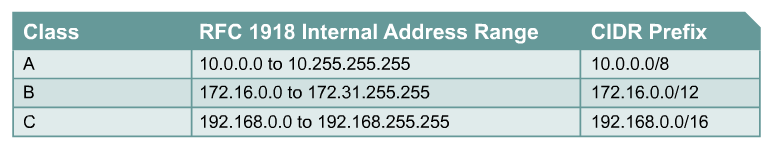 Class RFC 1918 Internal Address Range CIDR Prefix
A 10.0.0.0 to 10.255.255.255 10.0.0.0/8
B 172.16.0.0 to 172.31.255.255 172.16.0.0/12
C 192.168.0.0 to 192.168.255.255 192.168.0.0/16